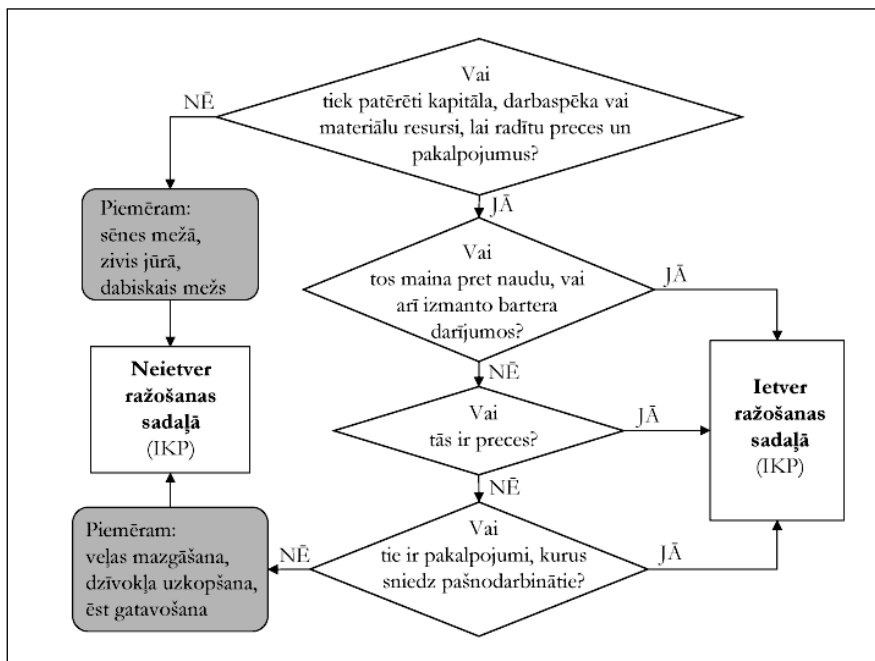 Vai
tiek patērēti kapitāla, darbaspēka vai
materiālu resursi, lai radītu preces un
pakalpojumus?
NĒ
JĀ
Piemēram:
sēnes mežā,
zivis jūrā,
dabiskais mežs
Vai
tos maina pret naudu, vai
arī izmanto bartera
darījumos?
JĀ
NĒ
Neietver
ražošanas
sadaļā
(IKP)
Vai
tās ir preces?
JĀ
NĒ
Ietver
ražošanas
sadaļā
(IKP)
Vai
tie ir pakalpojumi, kurus
sniedz pašnodarbinātie?
JĀ
NĒ
Piemēram:
veļas mazgāšana,
dzīvokļa uzkopšana,
ēst gatavošana